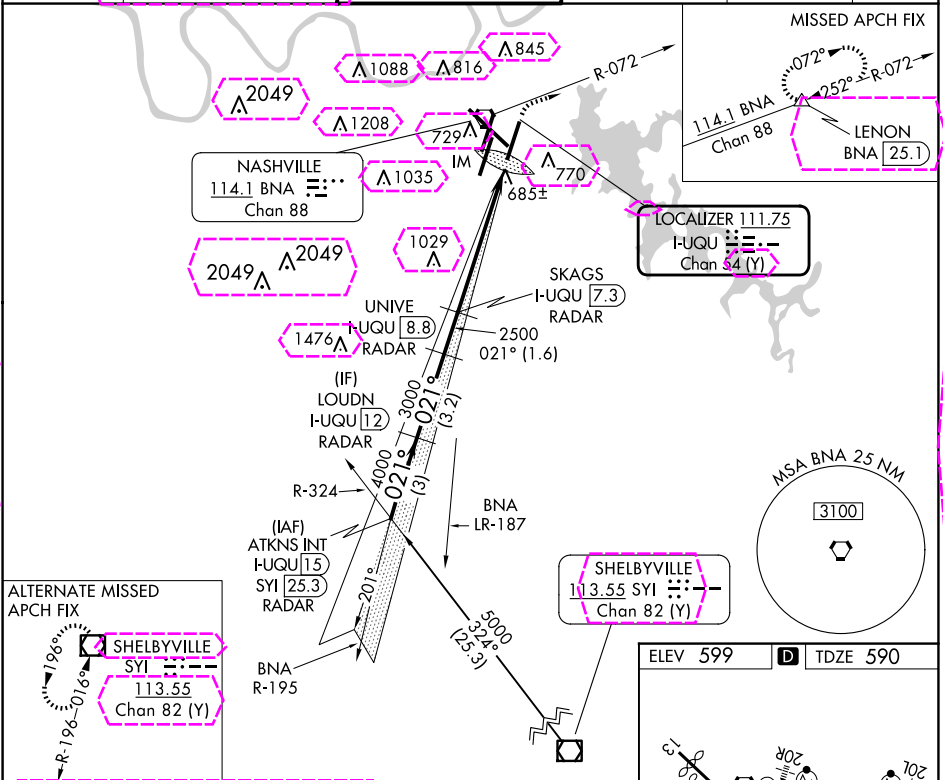 MISSED APCH FIX
072°
252°
R-072
114.1 BNA
Chan 88
LENON
BNA 25.1
845
1088
816
R-072
2049
1208
729
IM
770
685±
1035
NASHVILLE
114.1 BNA
Chan 88
LOCALIZER 111.75
I-UQU
Chan 54 (Y)
1029
2049
2049
SKAGS
I-UQU 7.3
RADAR
UNIVE
I-UQU 8.8
RADAR
2500
021° (1.6)
1476
(IF)
LOUDN
I-UQU 12
RADAR
3000
021°
(3.2)
4000
021°
(3)
R-324
BNA
LR-187
MSA BNA 25 NM
3100
(IAF)
ATKNS INT
I-UQU 15
SYI 25.3
RADAR
201°
BNA
R-195
5000
324°
(25.3)
SHELBYVILLE
113.55 SYI
Chan 82 (Y)
ALTERNATE MISSED
APCH FIX
196°
SHELBYVILLE
SYI
113.55
Chan 82 (Y)
R-196
016°
ELEV 599
D
TDZE 590
13
20R
20L